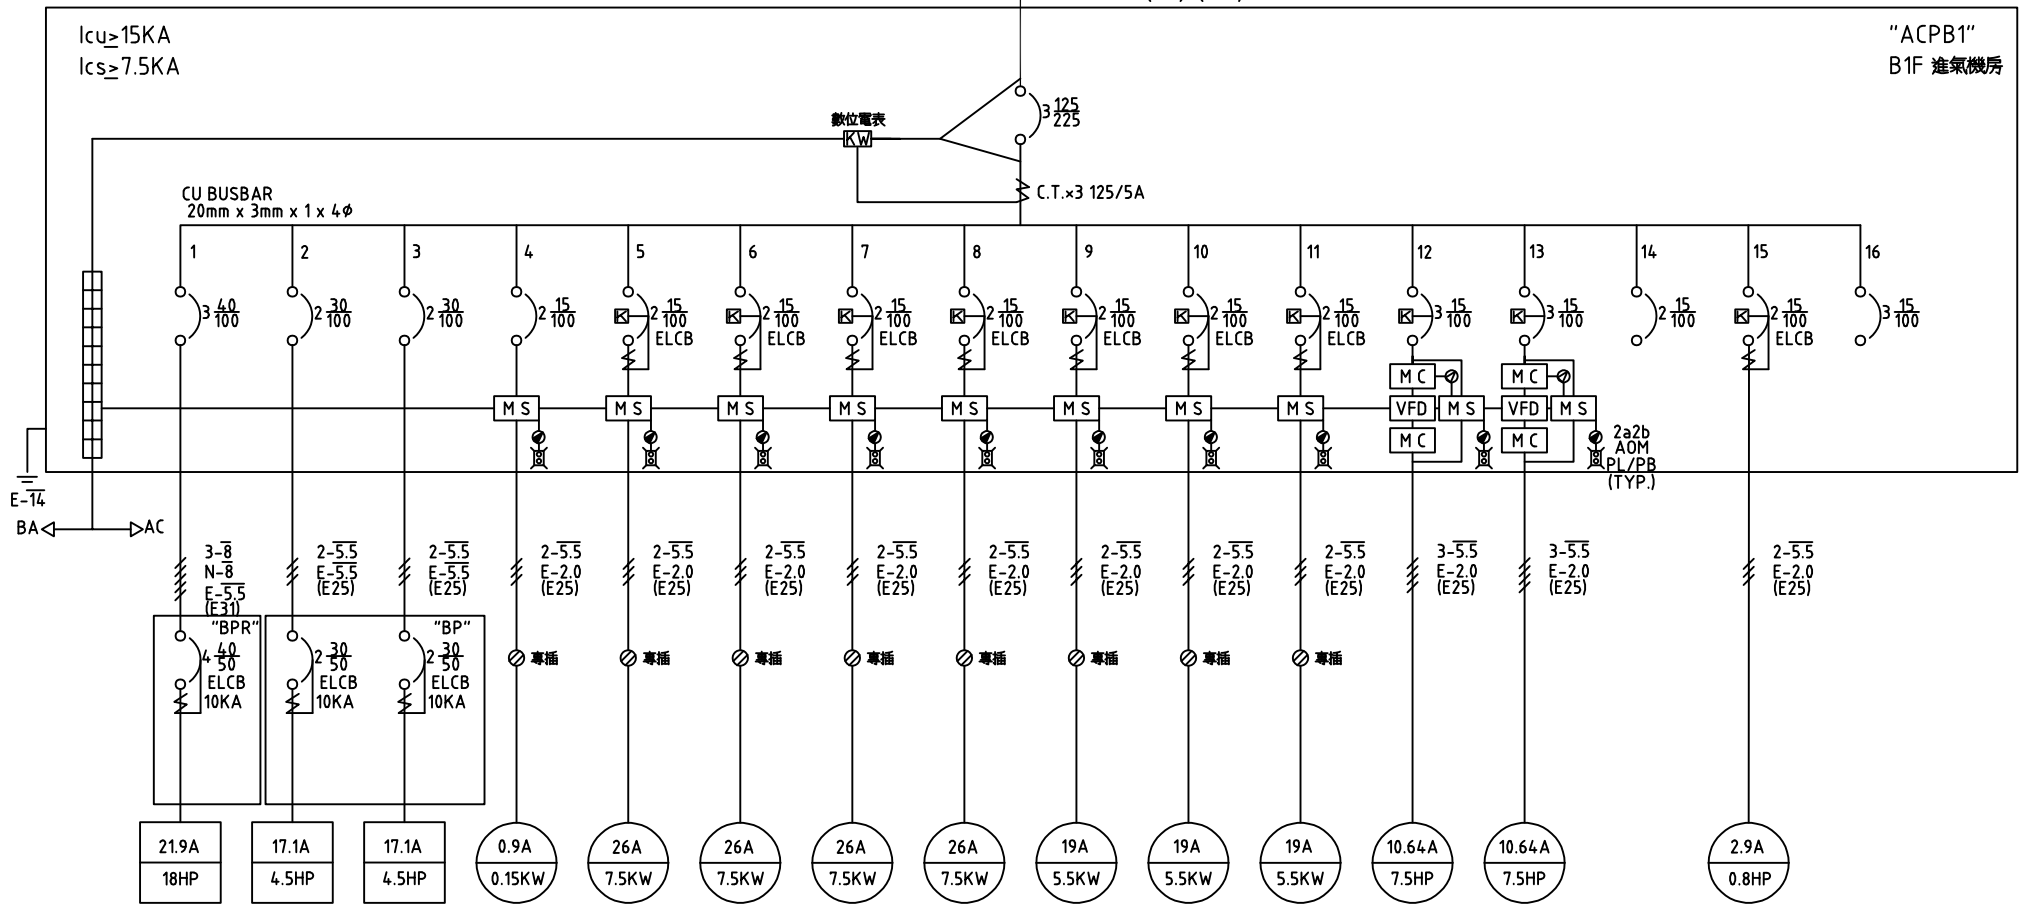 Icu≥15KA
Ics≥7.5KA
"ACPB1"
B1F 進氣機房
3 125/225
數位電表
KW
C.T.×3 125/5A
CU BUSBAR
20mm x 3mm x 1 x 4φ
1 2 3 4 5 6 7 8 9 10 11 12 13 14 15 16
3 40/100 2 30/100 2 30/100 2 15/100 K 2 15/100 K 2 15/100 K 2 15/100 K 2 15/100 K 2 15/100 K 2 15/100 K 2 15/100 K 3 15/100 K 3 15/100 2 15/100 K 2 15/100 3 15/100
ELCB ELCB ELCB ELCB ELCB ELCB ELCB ELCB
MC MC
MS MS MS MS MS MS MS MS VFD MS VFD MS
MC MC
2a2b
AOM
PL/PB
(TYP.)
E-14
BA AC
3-8 2-5.5 2-5.5 2-5.5 2-5.5 2-5.5 2-5.5 2-5.5 2-5.5 2-5.5 2-5.5 3-5.5 3-5.5 2-5.5
N-8 E-5.5 E-5.5 E-2.0 E-2.0 E-2.0 E-2.0 E-2.0 E-2.0 E-2.0 E-2.0 E-2.0 E-2.0 E-2.0
E-5.5 (E25) (E25) (E25) (E25) (E25) (E25) (E25) (E25) (E25) (E25) (E25) (E25) (E25)
(E31)
"BPR" "BP"
4 40/50 2 30/50 2 30/50 專插 專插 專插 專插 專插 專插 專插 專插
ELCB ELCB ELCB
10KA 10KA 10KA
21.9A 17.1A 17.1A 0.9A 26A 26A 26A 26A 19A 19A 19A 10.64A 10.64A 2.9A
18HP 4.5HP 4.5HP 0.15KW 7.5KW 7.5KW 7.5KW 7.5KW 5.5KW 5.5KW 5.5KW 7.5HP 7.5HP 0.8HP